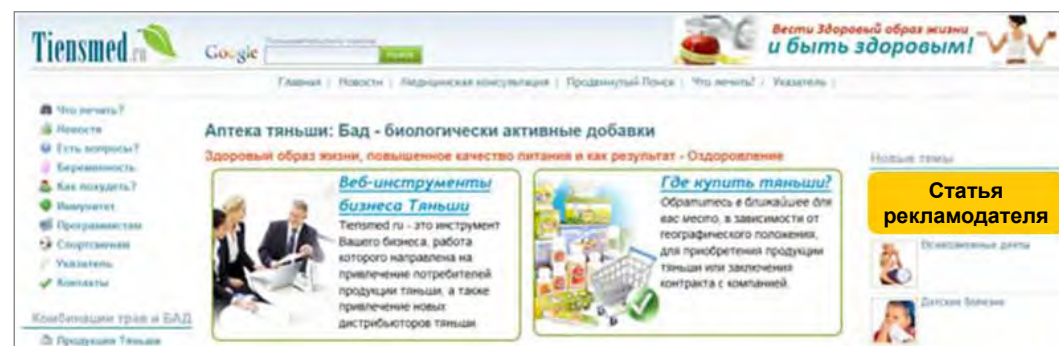 Tiensmed.ru
Google
Вести Здоровый образ жизни
и быть здоровым!
Главная | Новости | Медицинская консультация | Продвинутый Поиск | Что лечить? | Указатель |
Что лечить?
Новости
Есть вопросы?
Беременность
Как похудеть?
Иммунитет
Программистам
Спортсменам
Указатель
Контакты
Комбинации трав и БАД
Продукция Тяньши
Аптека тяньши: Бад - биологически активные добавки
Здоровый образ жизни, повышенное качество питания и как результат - Оздоровление
Веб-инструменты
бизнеса Тяньши
Tiensmed.ru - это инструмент
Вашего бизнеса, работа
которого направлена на
привлечение потребителей
продукции тяньши, а также
привлечение новых
дистрибьюторов тяньши
Где купить тяньши?
Обратитесь в ближайшее для
вас место, в зависимости от
географического положения,
для приобретения продукции
тяньши или заключения
контракта с компанией.
Новые темы
Статья
рекламодателя
диеты
Детские болезни